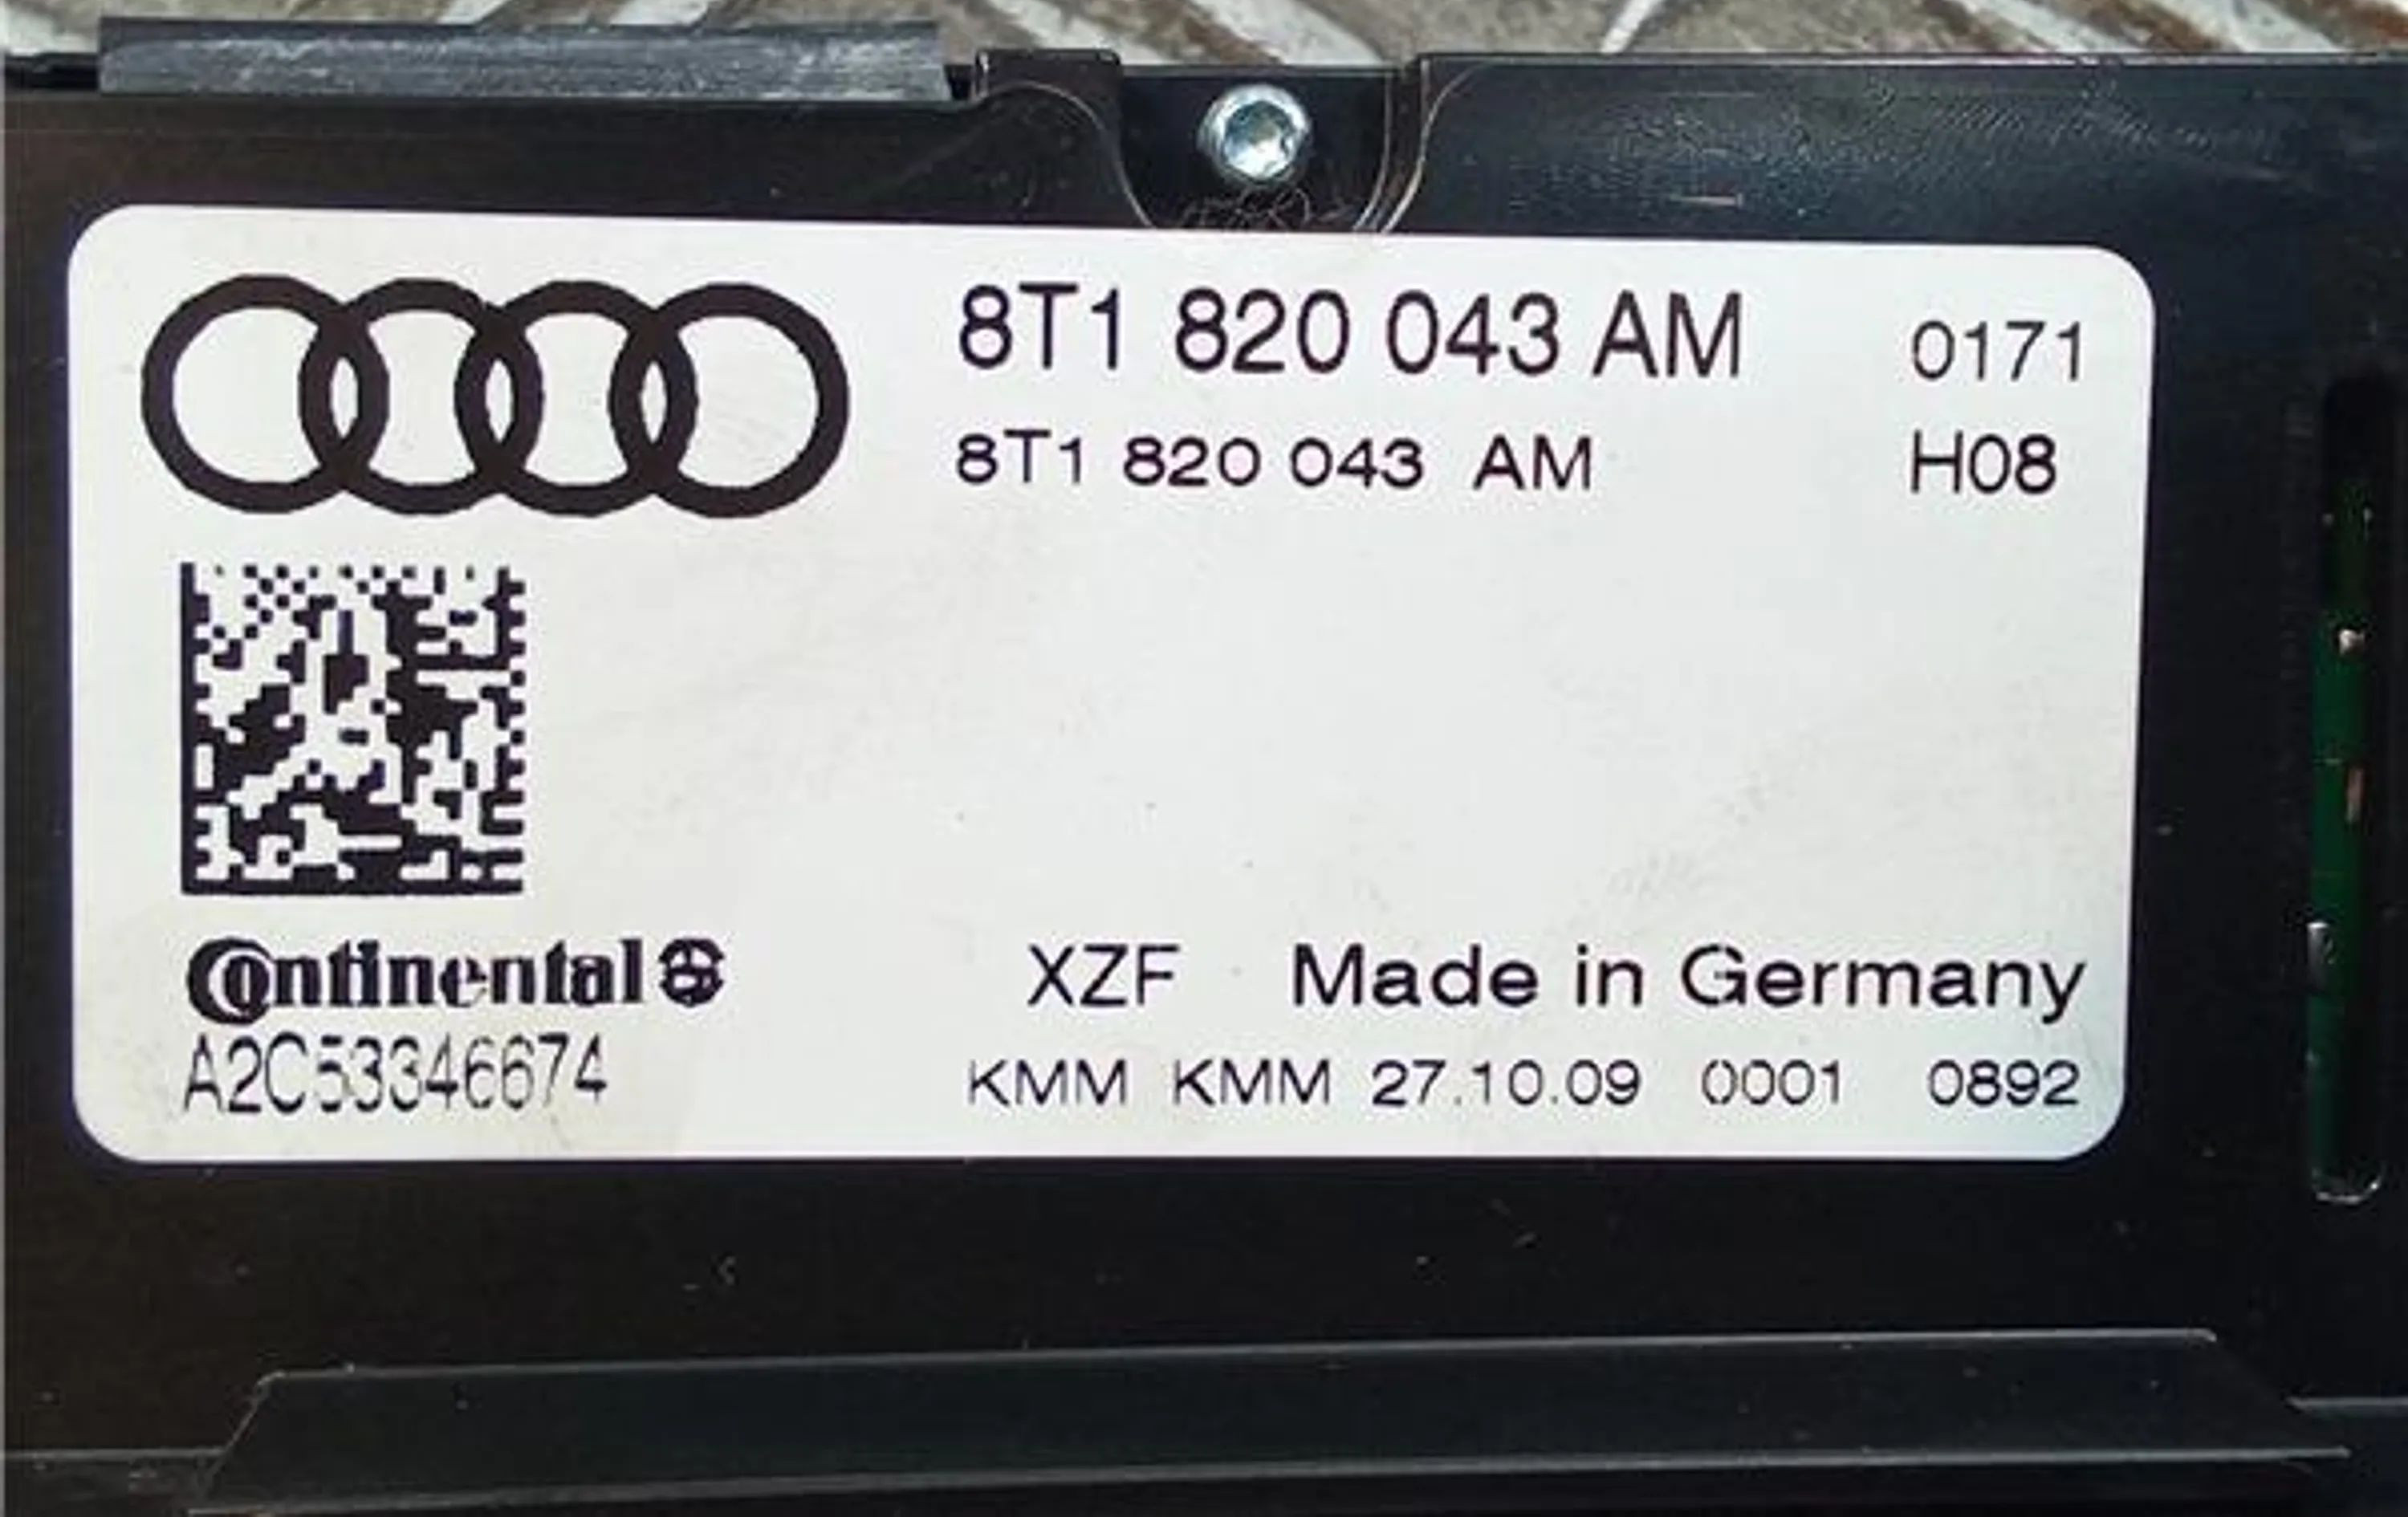 8T1 820 043 AM 0171
8T1 820 043 AM H08
Continental
A2C53346674
XZF Made in Germany
KMM KMM 27.10.09 0001 0892